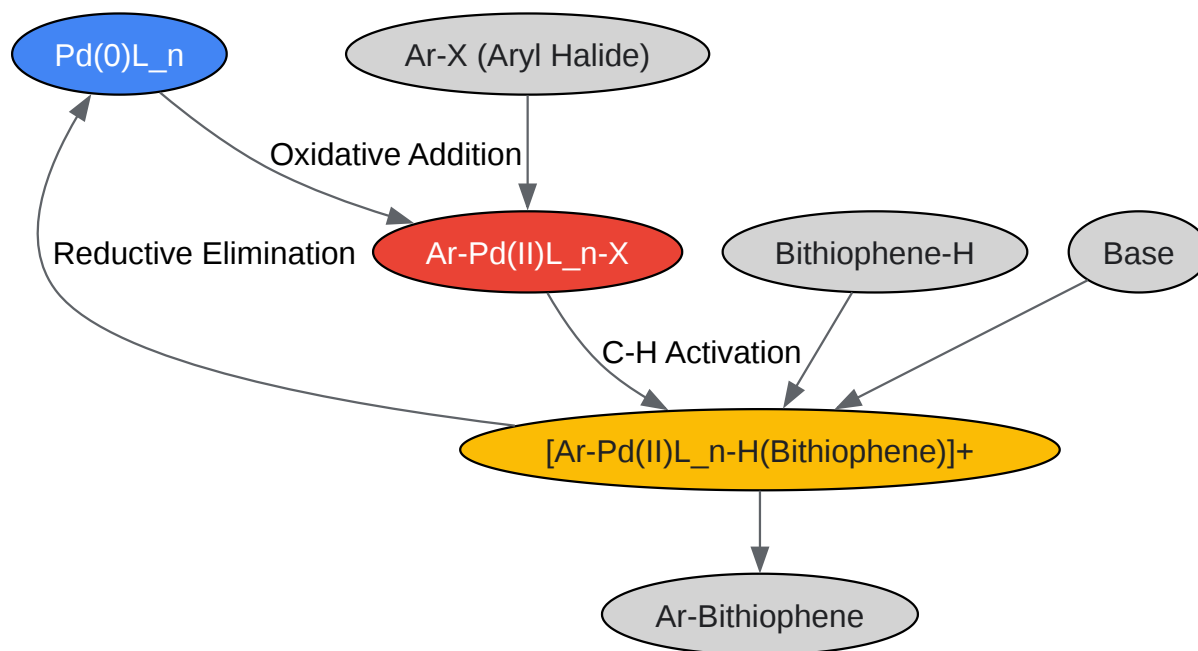 Pd(0)L_n
Ar-X (Aryl Halide)
Oxidative Addition
Reductive Elimination
Ar-Pd(II)L_n-X
Bithiophene-H
Base
C-H Activation
[Ar-Pd(II)L_n-H(Bithiophene)]+
Ar-Bithiophene